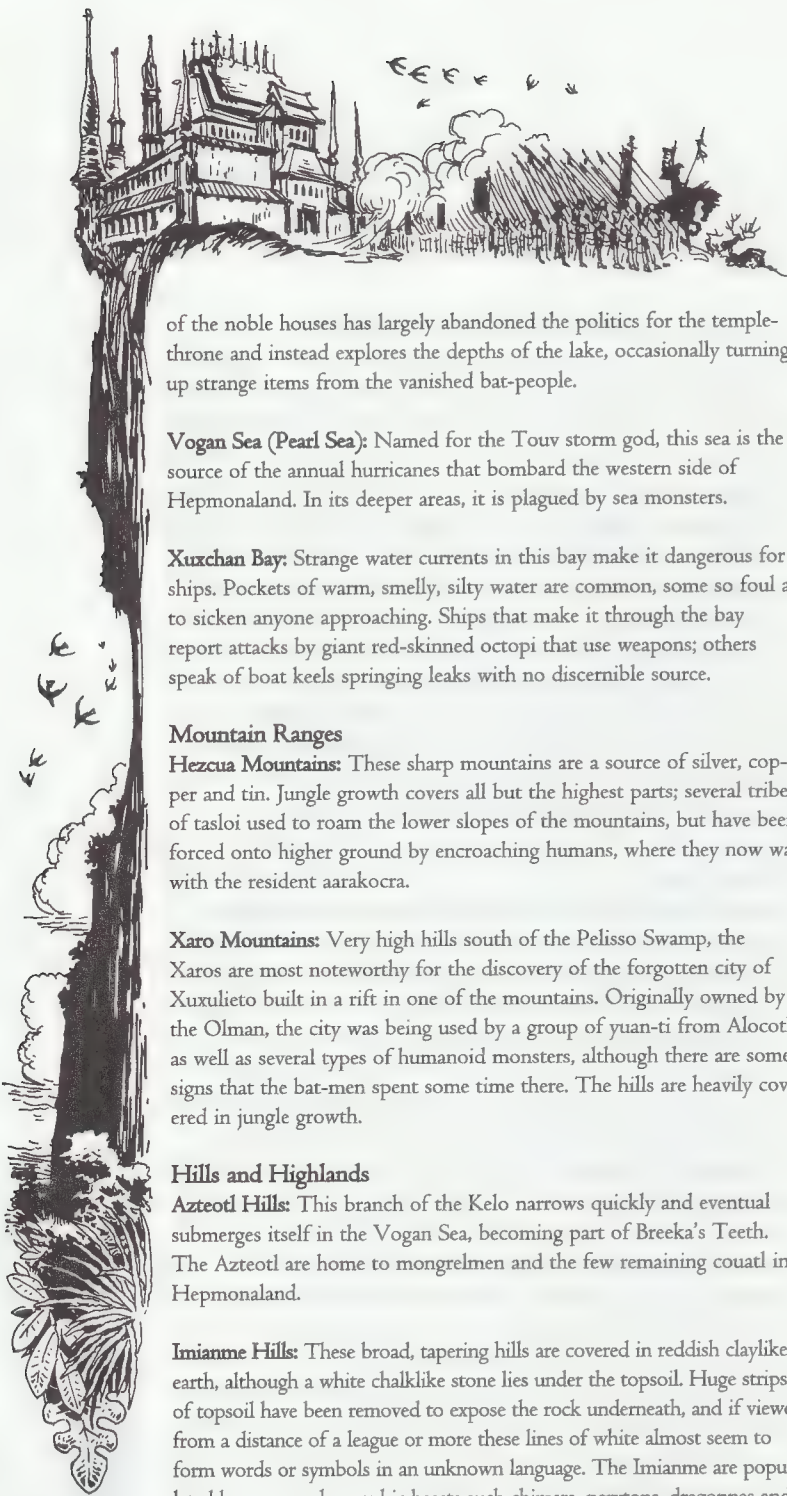 of the noble houses has largely abandoned the politics for the temple-
throne and instead explores the depths of the lake, occasionally turning
up strange items from the vanished bat-people.
Vogan Sea (Pearl Sea): Named for the Touv storm god, this sea is the
source of the annual hurricanes that bombard the western side of
Hepmonaland. In its deeper areas, it is plagued by sea monsters.
Xuxchan Bay: Strange water currents in this bay make it dangerous for
ships. Pockets of warm, smelly, silty water are common, some so foul a
to sicken anyone approaching. Ships that make it through the bay
report attacks by giant red-skinned octopi that use weapons; others
speak of boat keels springing leaks with no discernible source.
Mountain Ranges
Hezcua Mountains: These sharp mountains are a source of silver, cop-
per and tin. Jungle growth covers all but the highest parts; several tribe
of tasloi used to roam the lower slopes of the mountains, but have bee
forced onto higher ground by encroaching humans, where they now wa
with the resident aarakocra.
Xaro Mountains: Very high hills south of the Pelisso Swamp, the
Xaros are most noteworthy for the discovery of the forgotten city of
Xuxulieto built in a rift in one of the mountains. Originally owned by
the Olman, the city was being used by a group of yuan-ti from Alocotl
as well as several types of humanoid monsters, although there are some
signs that the bat-men spent some time there. The hills are heavily cov
ered in jungle growth.
Hills and Highlands
Azteotl Hills: This branch of the Kelo narrows quickly and eventual
submerges itself in the Vogan Sea, becoming part of Breeka's Teeth.
The Azteotl are home to mongrelmen and the few remaining couatl in
Hepmonaland.
Imianme Hills: These broad, tapering hills are covered in reddish claylike
earth, although a white chalklike stone lies under the topsoil. Huge strips
of topsoil have been removed to expose the rock underneath, and if viewe
from a distance of a league or more these lines of white almost seem to
form words or symbols in an unknown language. The Imianme are popu
beasts such chimera, perytons, dragonnes and